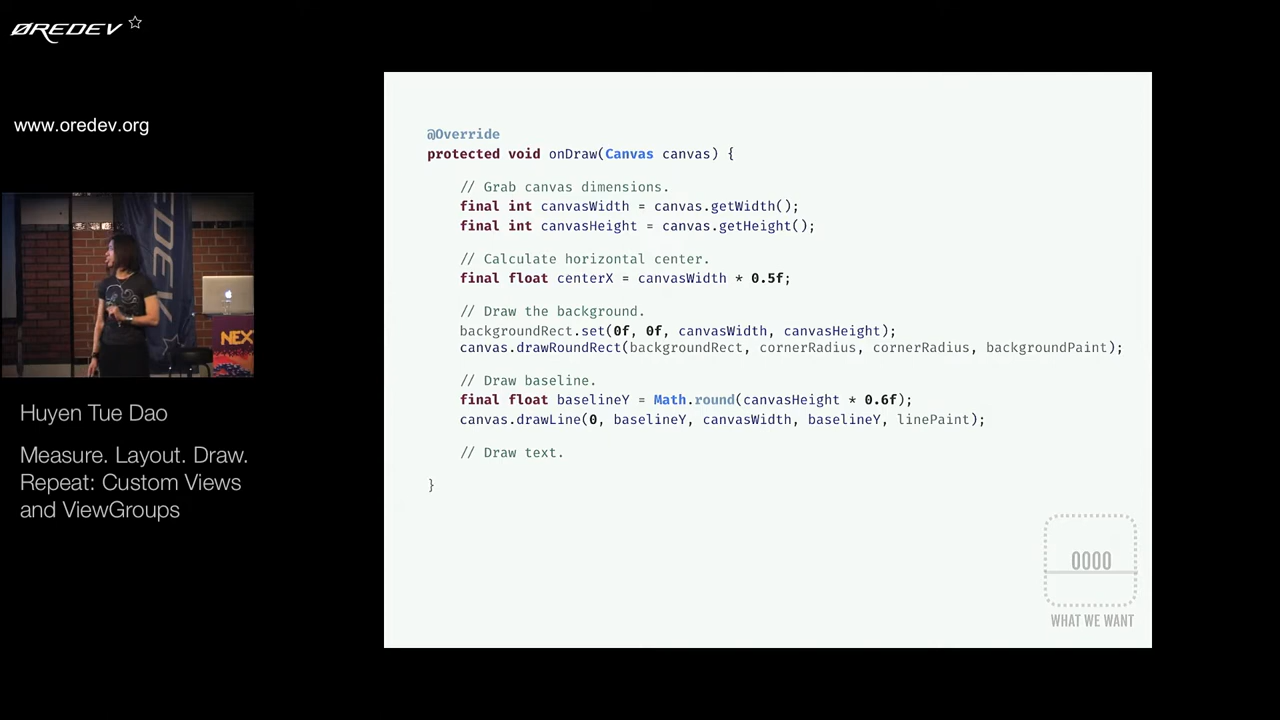 ØREDEV
www.oredev.org
Huyen Tue Dao
Measure. Layout. Draw.
Repeat: Custom Views
and ViewGroups
@Override
protected void onDraw(Canvas canvas) {
// Grab canvas dimensions.
final int canvasWidth = canvas.getWidth();
final int canvasHeight = canvas.getHeight();
// Calculate horizontal center.
final float centerX = canvasWidth * 0.5f;
// Draw the background.
backgroundRect.set(0f, 0f, canvasWidth, canvasHeight);
canvas.drawRoundRect(backgroundRect, cornerRadius, cornerRadius, backgroundPaint);
// Draw baseline.
final float baselineY = Math.round(canvasHeight * 0.6f);
canvas.drawLine(0, baselineY, canvasWidth, baselineY, linePaint);
// Draw text.
}
0000
WHAT WE WANT
NEX